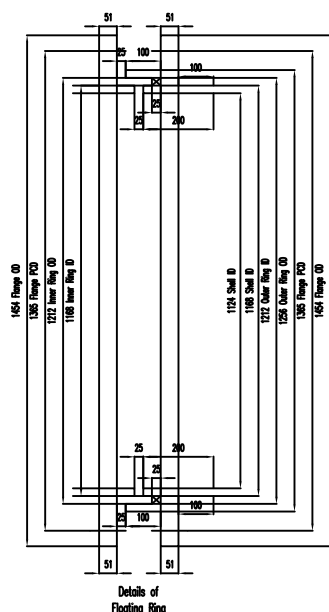 51
51
25
100
100
25
25
200
1454 Flange OD
1385 Flange PCD
1212 Inner Ring OD
1168 Inner Ring ID
1124 Shell ID
1168 Shell ID
1212 Outer Ring ID
1256 Outer Ring OD
1385 Flange PCD
1454 Flange OD
25
200
25
100
25
100
51
51
Details of
Floating Ring